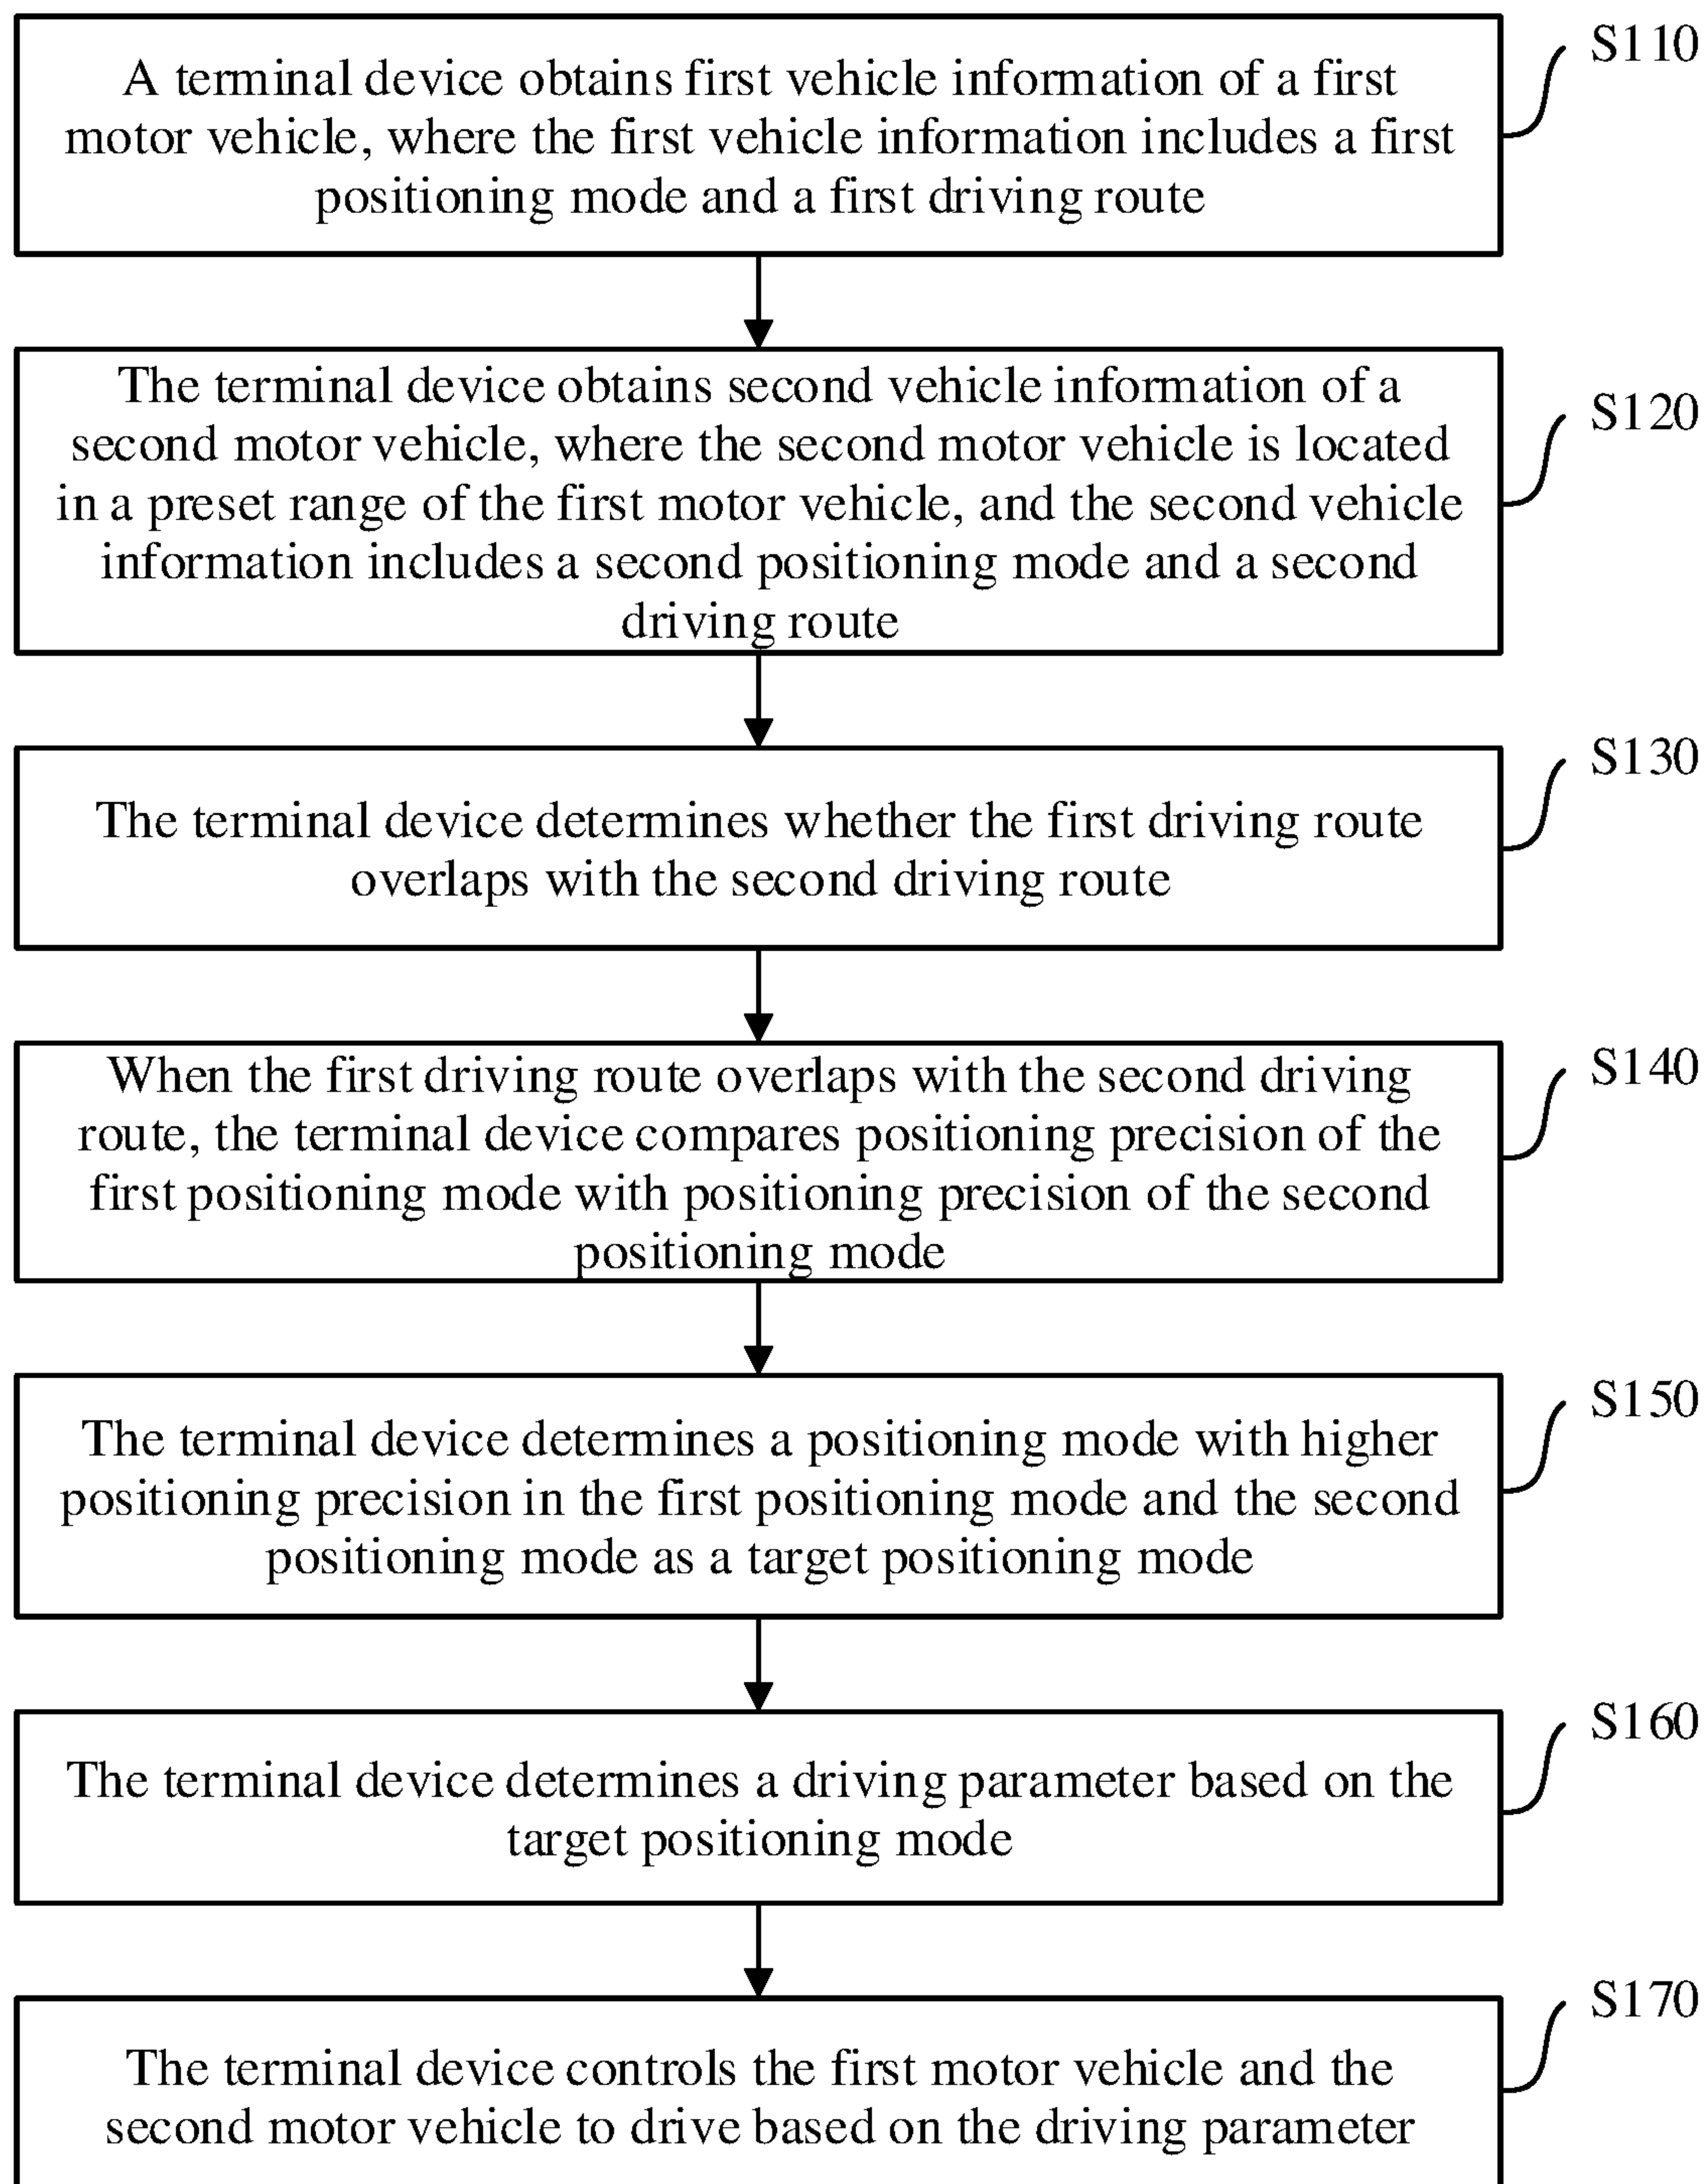 A terminal device obtains first vehicle information of a first
motor vehicle, where the first vehicle information includes a first
positioning mode and a first driving route
S110
The terminal device obtains second vehicle information of a
second motor vehicle, where the second motor vehicle is located
in a preset range of the first motor vehicle, and the second vehicle
information includes a second positioning mode and a second
driving route
S120
The terminal device determines whether the first driving route
overlaps with the second driving route
S130
When the first driving route overlaps with the second driving
route, the terminal device compares positioning precision of the
first positioning mode with positioning precision of the second
positioning mode
S140
The terminal device determines a positioning mode with higher
positioning precision in the first positioning mode and the second
positioning mode as a target positioning mode
S150
The terminal device determines a driving parameter based on the
target positioning mode
S160
The terminal device controls the first motor vehicle and the
second motor vehicle to drive based on the driving parameter
S170